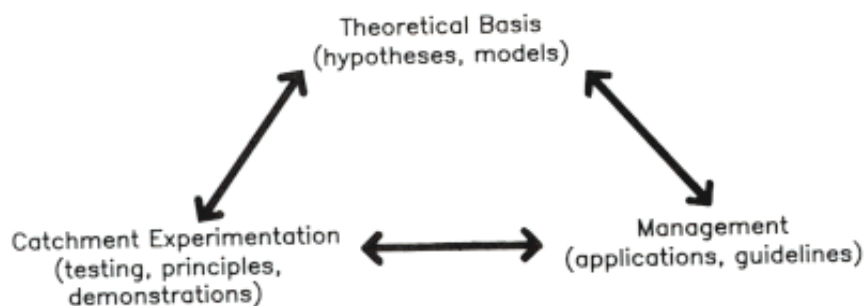 Theoretical Basis
(hypotheses, models)
Catchment Experimentation
(testing, principles,
demonstrations)
Management
(applications, guidelines)